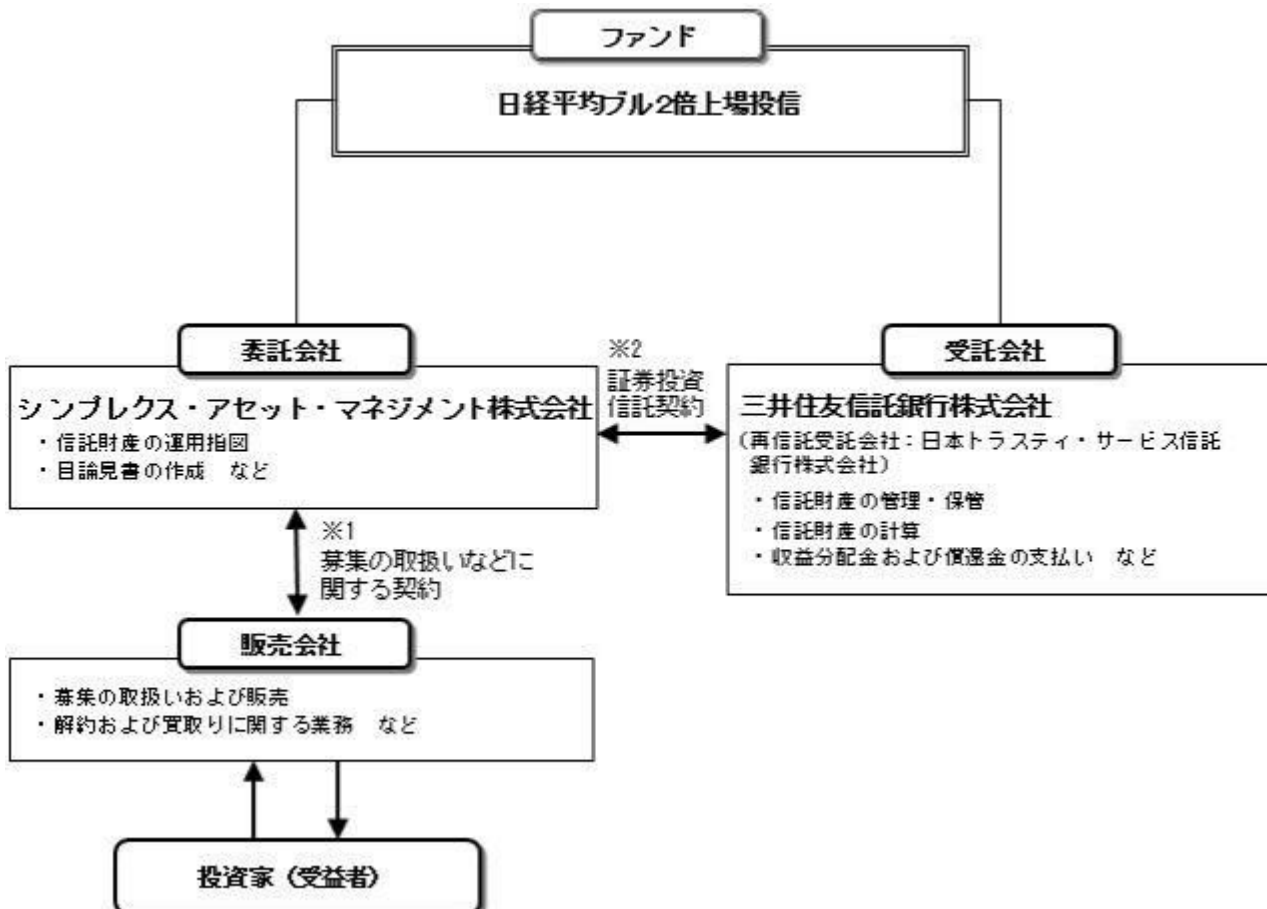 ファンド
日経平均ブル2倍上場投信
委託会社
シンプレクス・アセット・マネジメント株式会社
・信託財産の運用指図
・目論見書の作成　など
※2
証券投資
信託契約
受託会社
三井住友信託銀行株式会社
(再信託受託会社：日本トラスティ・サービス信託
銀行株式会社)
・信託財産の管理・保管
・信託財産の計算
・収益分配金および償還金の支払い　など
※1
募集の取扱いなどに
関する契約
販売会社
・募集の取扱いおよび販売
・解約および買取りに関する業務　など
投資家（受益者）